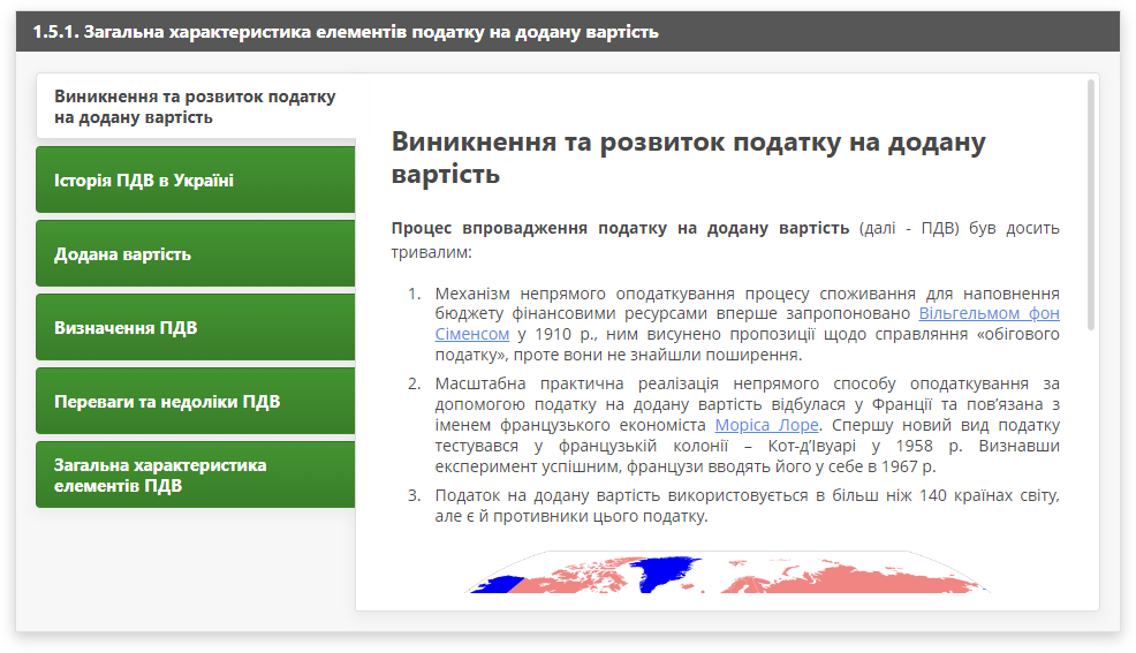 1.5.1. Загальна характеристика елементів податку на додану вартість
Виникнення та розвиток податку
на додану вартість
Історія ПДВ в Україні
Додана вартість
Визначення ПДВ
Переваги та недоліки ПДВ
Загальна характеристика
елементів ПДВ
Виникнення та розвиток податку на додану
вартість
Процес впровадження податку на додану вартість (далі - ПДВ) був досить
тривалим:
1. Механізм непрямого оподаткування процесу споживання для наповнення
бюджету фінансовими ресурсами вперше запропоновано Вільгельмом фон
Сіменсом у 1910 р., ним висунено пропозиції щодо справляння «обігового
податку», проте вони не знайшли поширення.
2. Масштабна практична реалізація непрямого способу оподаткування за
допомогою податку на додану вартість відбулася у Франції та пов’язана з
іменем французького економіста Моріса Лоре. Спершу новий вид податку
тестувався у французькій колонії – Кот-д’Івуарі у 1958 р. Визнавши
експеримент успішним, французи вводять його у себе в 1967 р.
3. Податок на додану вартість використовується в більш ніж 140 країнах світу,
але є й противники цього податку.